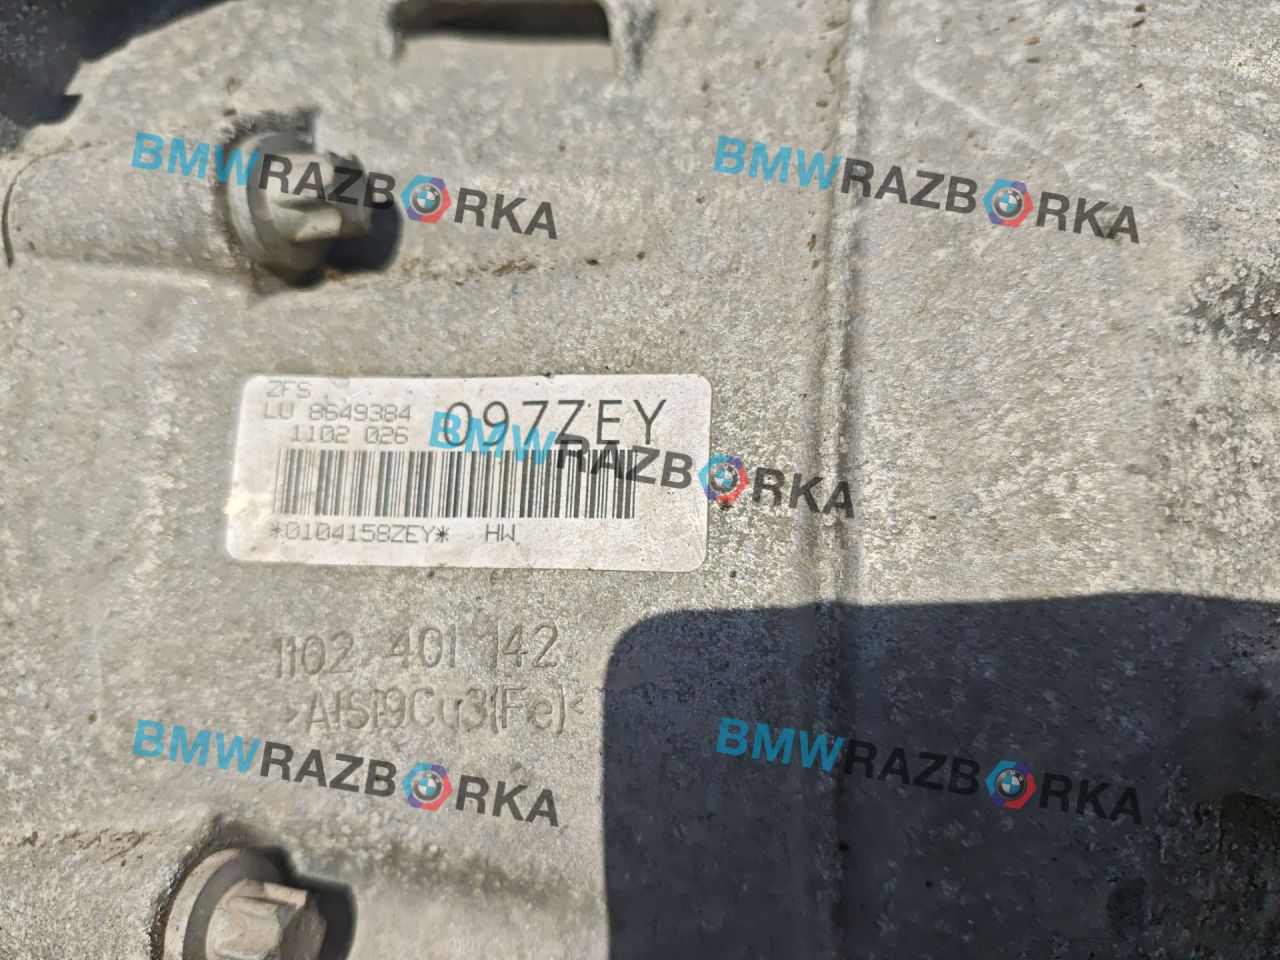 BMWRAZBORKA
BMWRAZBORKA
ZFS
LU 8649384
1102 026
097ZEY
BMWRAZBORKA
*0104158ZEY* HW
1102 401 142
>AlSi9Cu3(Fe)<
BMWRAZBORKA
BMWRAZBORKA